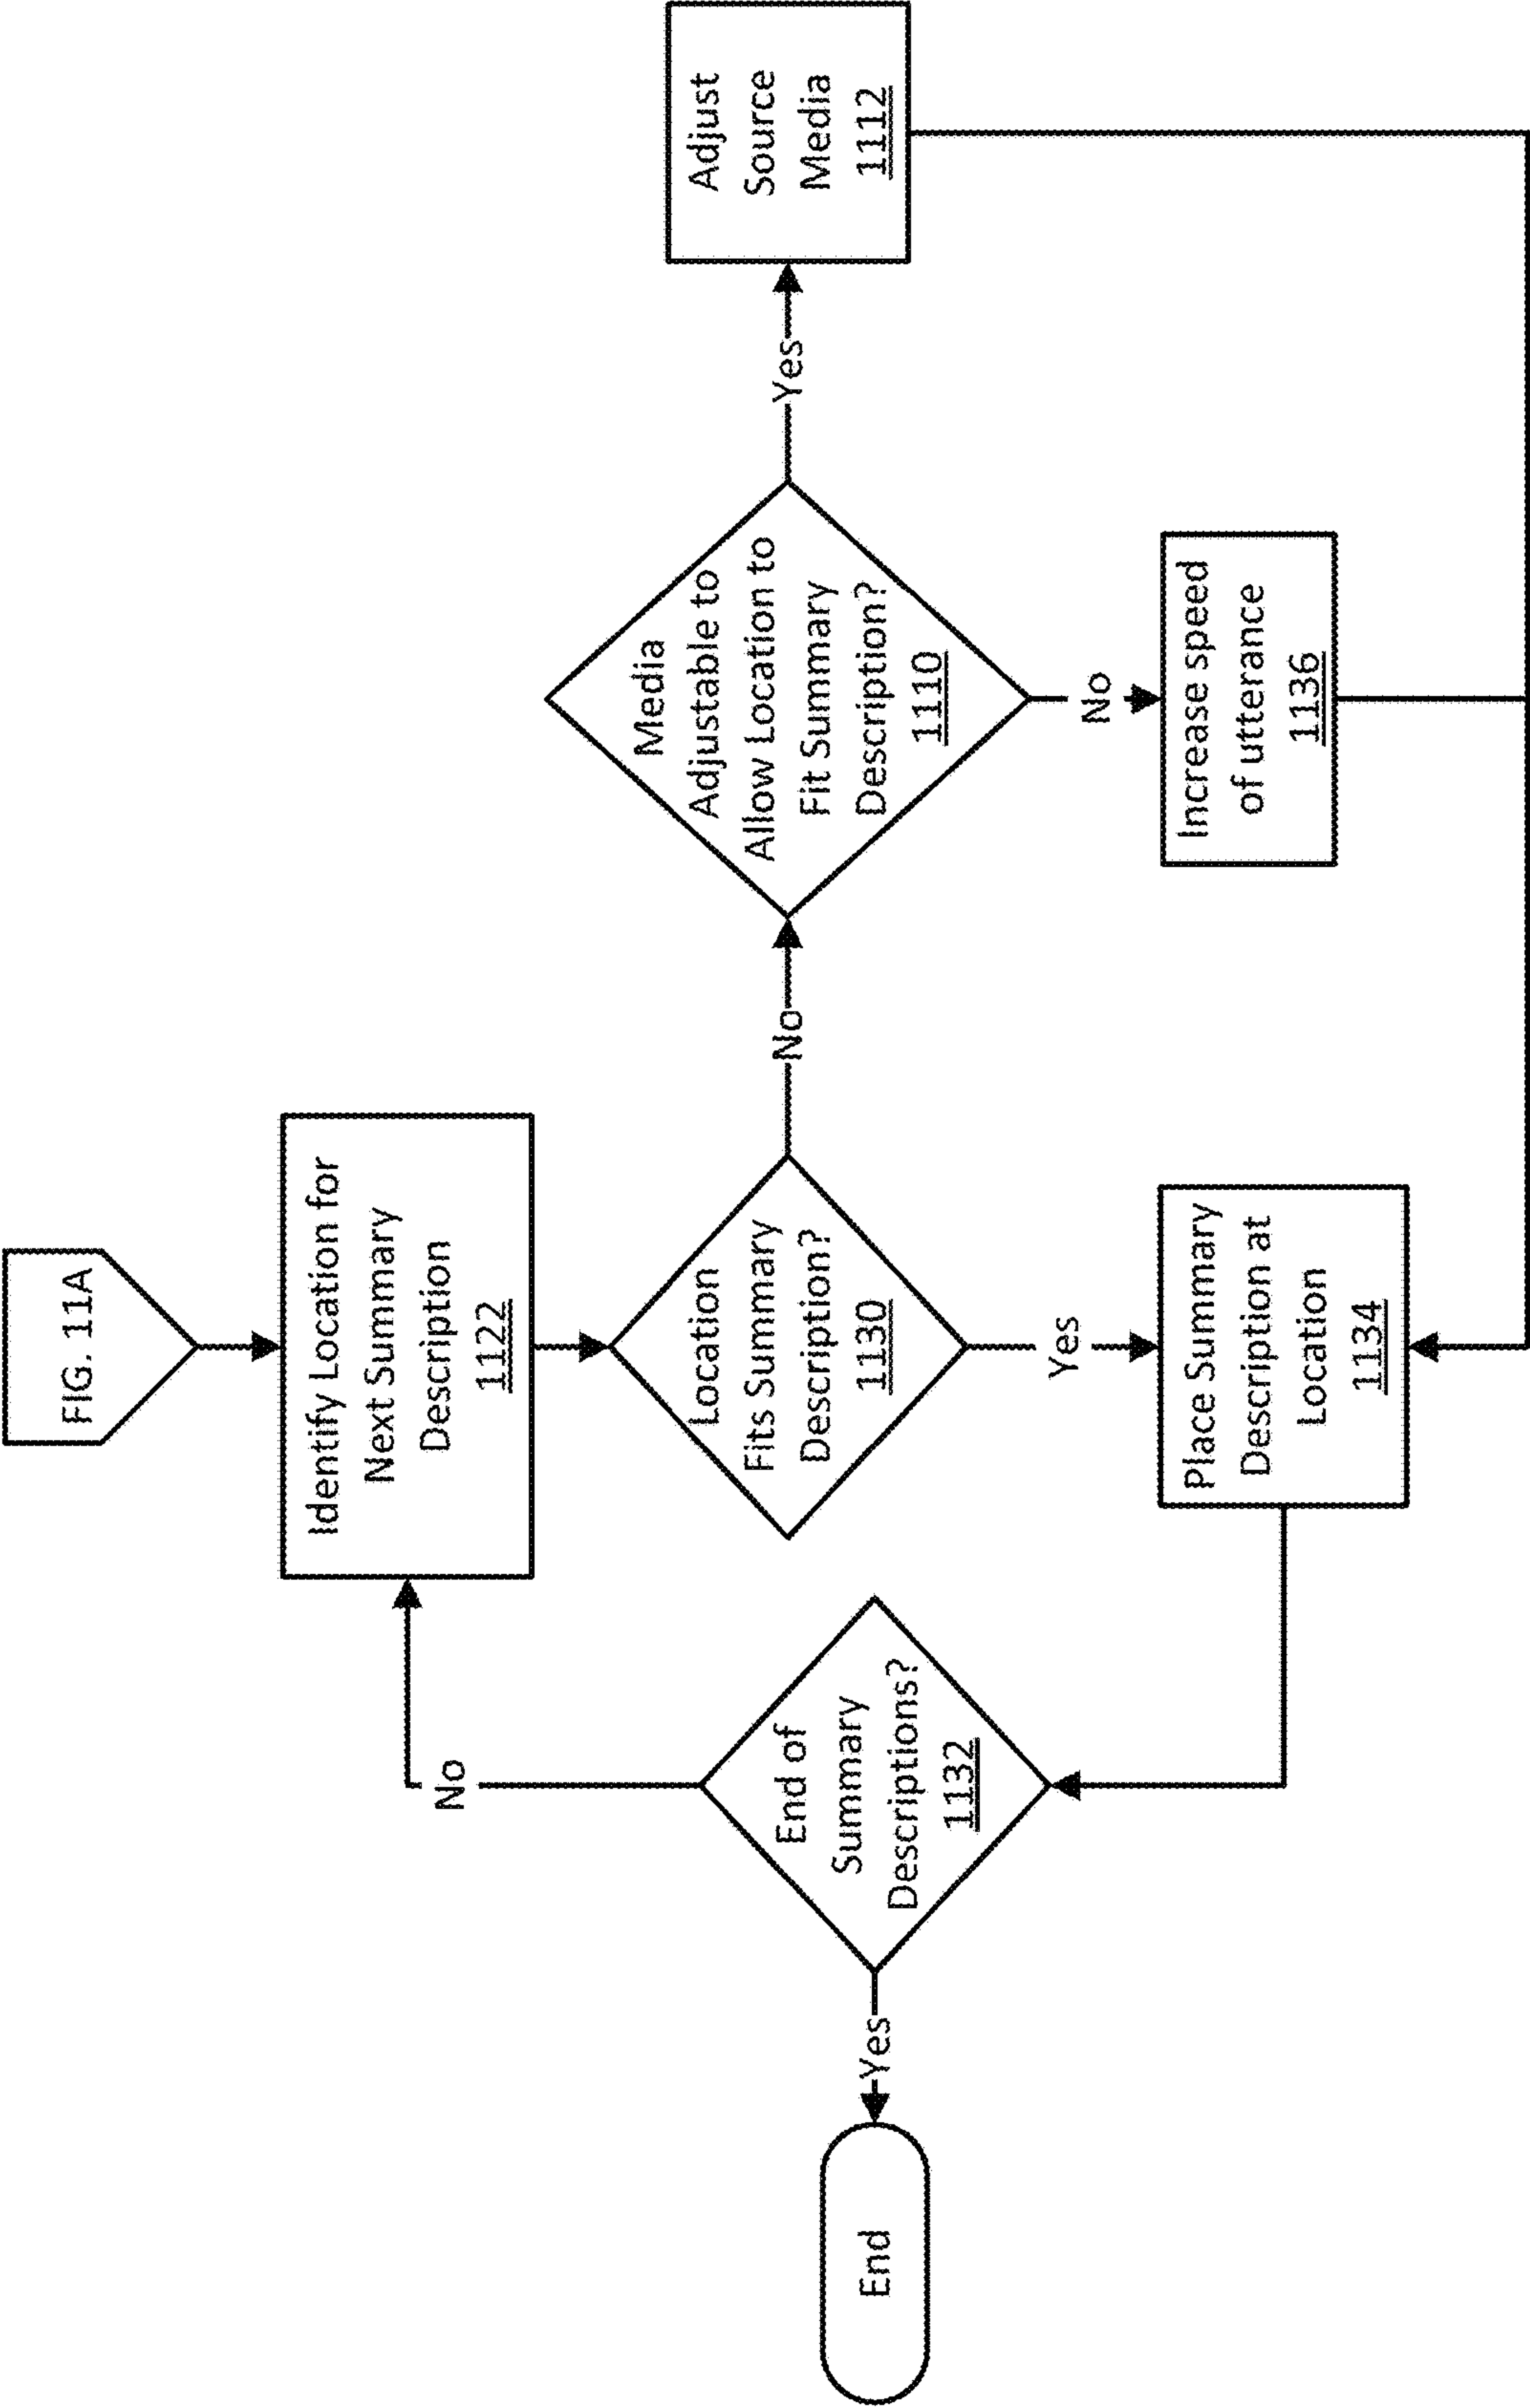 FIG. 11A
Identify Location for
Next Summary
Description
1122
Location
Fits Summary
Description?
1130
No
Media
Adjustable to
Allow Location to
Fit Summary
Description?
1110
Yes
Adjust
Source
Media
1112
No
Increase speed
of utterance
1136
Yes
Place Summary
Description at
Location
1134
End of
Summary
Descriptions?
1132
No
Yes
End